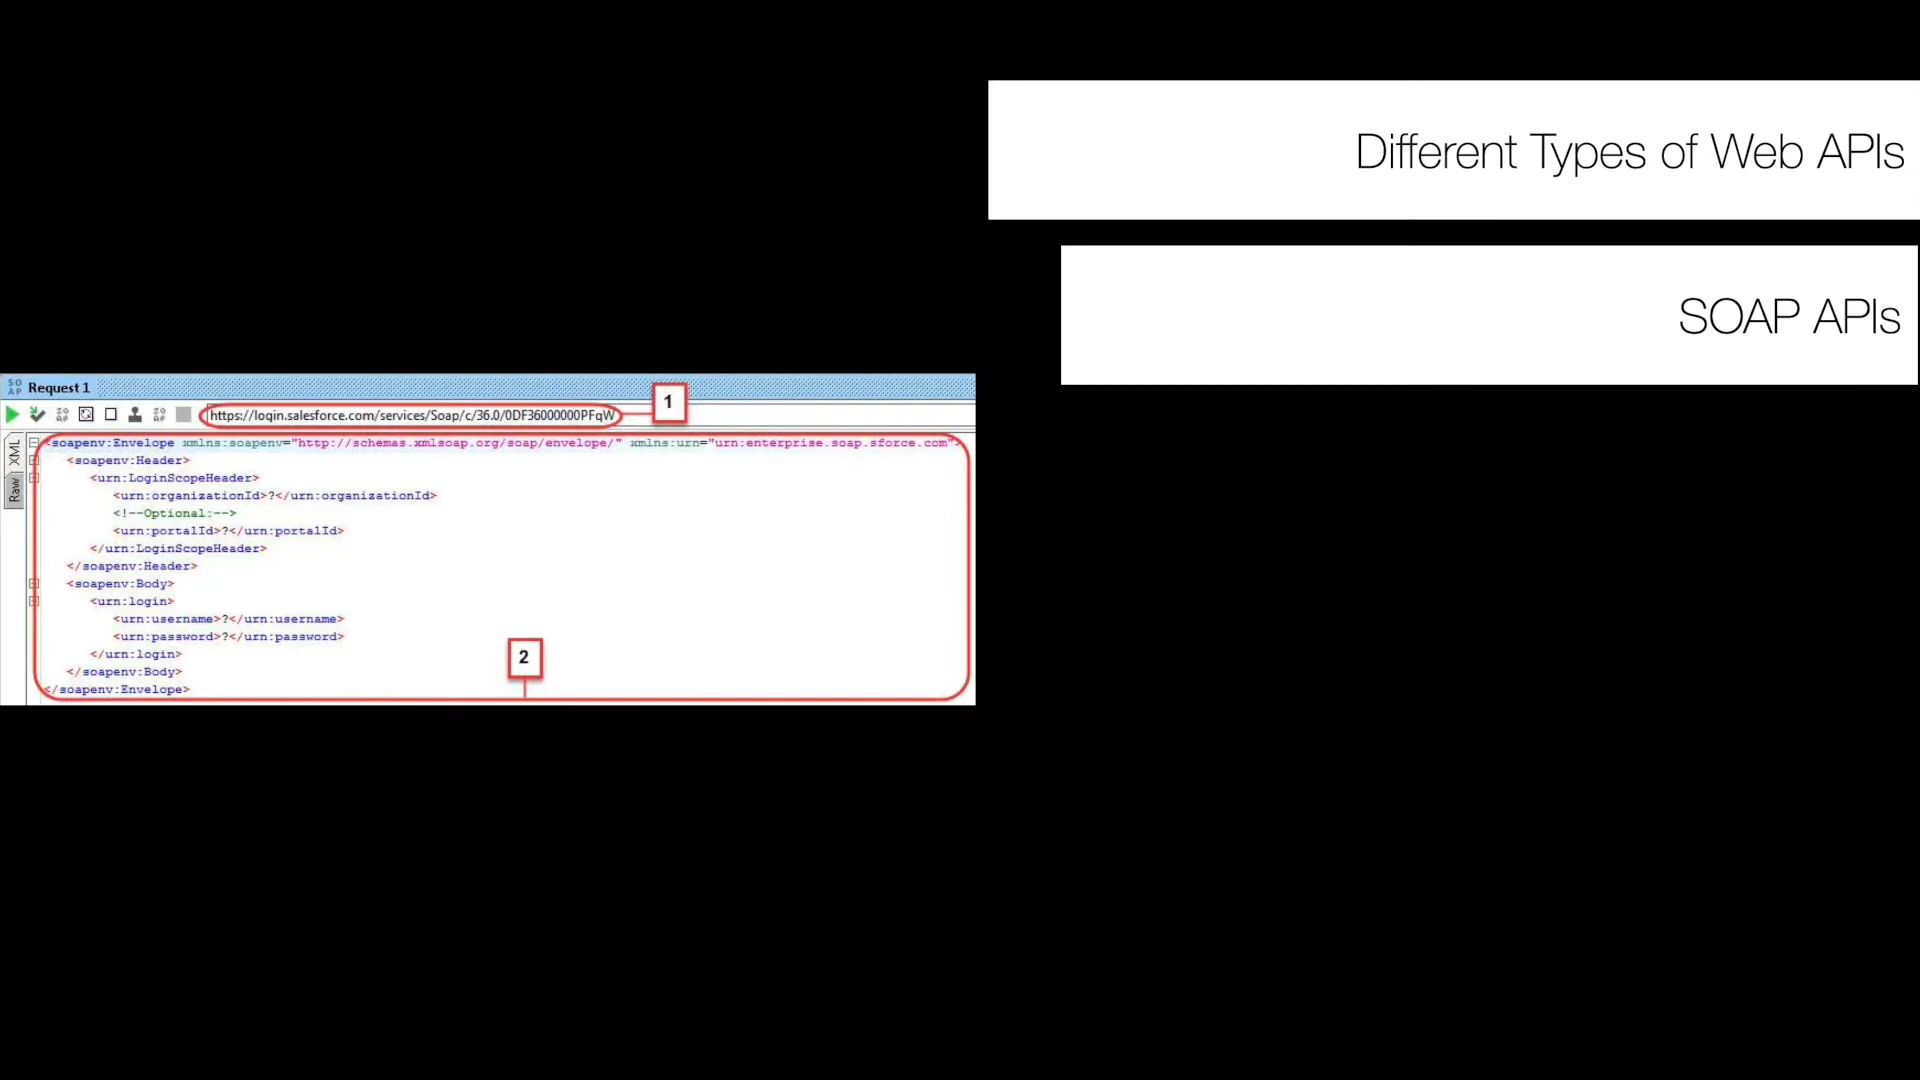 Different Types of Web APIs
SOAP APIs
SO
AP
Request 1
1
https://login.salesforce.com/services/Soap/c/36.0/0DF36000000PFqW
XML
Raw
<soapenv:Envelope xmlns:soapenv="http://schemas.xmlsoap.org/soap/envelope/" xmlns:urn="urn:enterprise.soap.sforce.com">
<soapenv:Header>
<urn:LoginScopeHeader>
<urn:organizationId>?</urn:organizationId>
<!--Optional:-->
<urn:portalId>?</urn:portalId>
</urn:LoginScopeHeader>
</soapenv:Header>
<soapenv:Body>
<urn:login>
<urn:username>?</urn:username>
<urn:password>?</urn:password>
</urn:login>
</soapenv:Body>
</soapenv:Envelope>
2